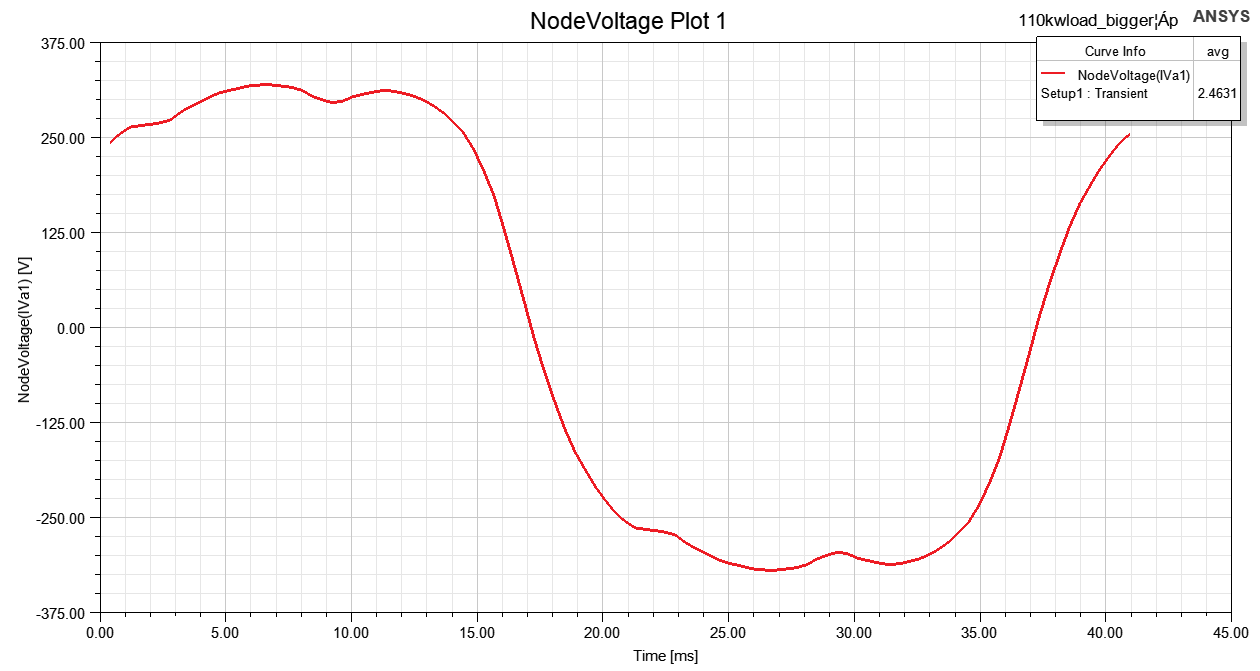 NodeVoltage Plot 1
110kwload_bigger¦Áp
ANSYS
Curve Info avg
NodeVoltage(IVa1)
Setup1 : Transient 2.4631
NodeVoltage(IVa1) [V]
375.00
250.00
125.00
0.00
-125.00
-250.00
-375.00
0.00 5.00 10.00 15.00 20.00 25.00 30.00 35.00 40.00 45.00
Time [ms]